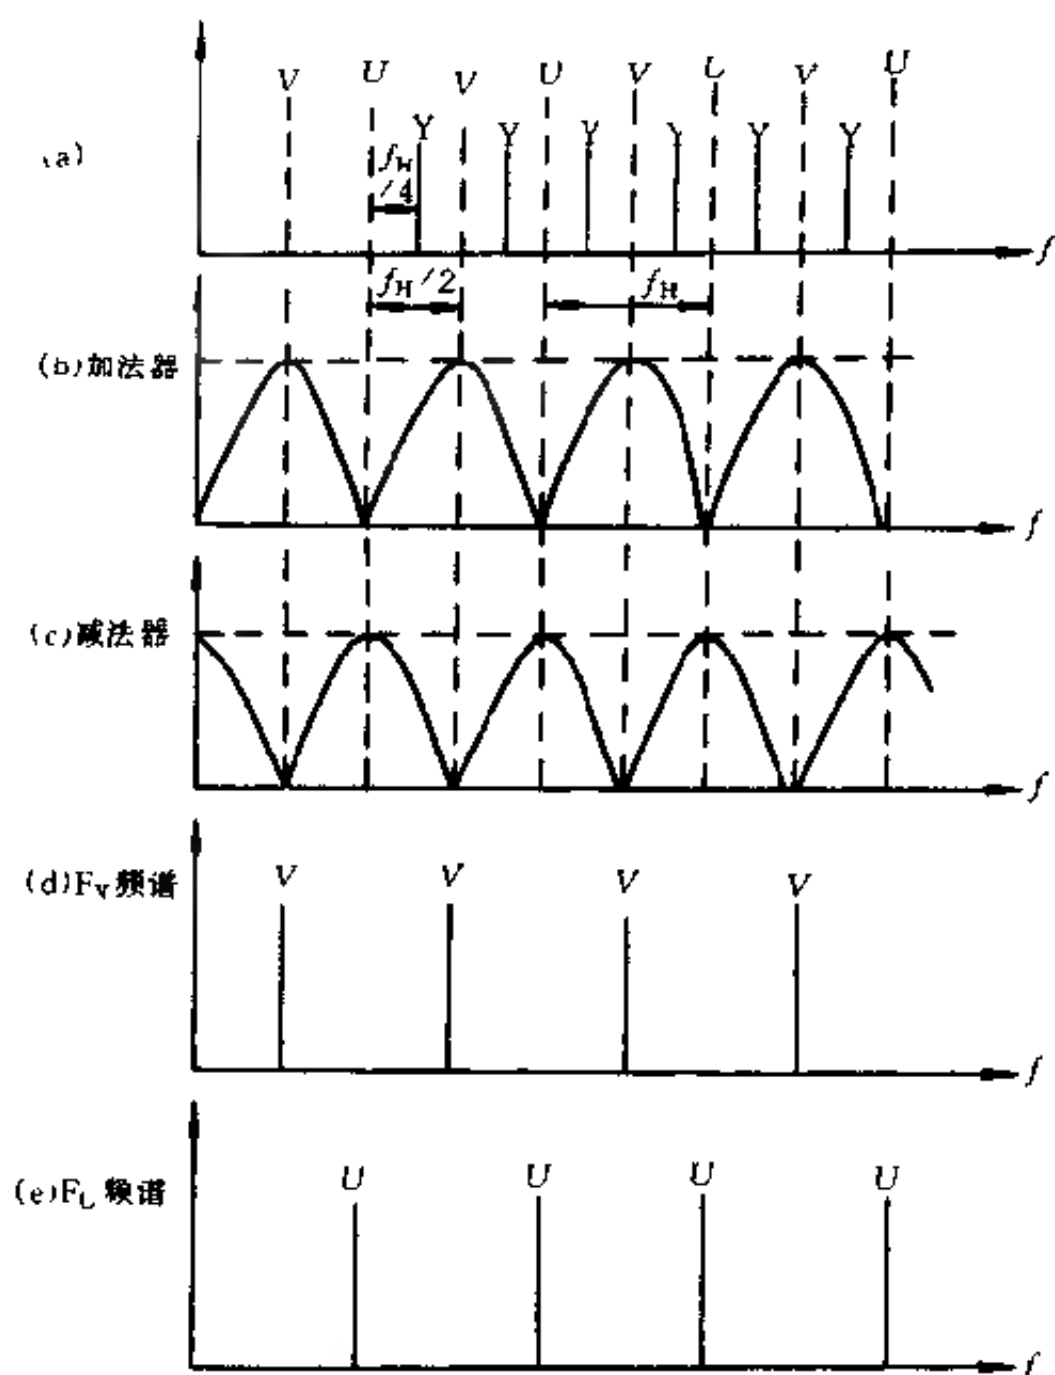 V U V U V L V U
Y Y Y Y Y Y
(a)
f_H
/4
f
f_H/2 f_H
(b)加法器
f
(c)减法器
f
V V V V
(d)F_V频谱
f
U U U U
(e)F_L频谱
f